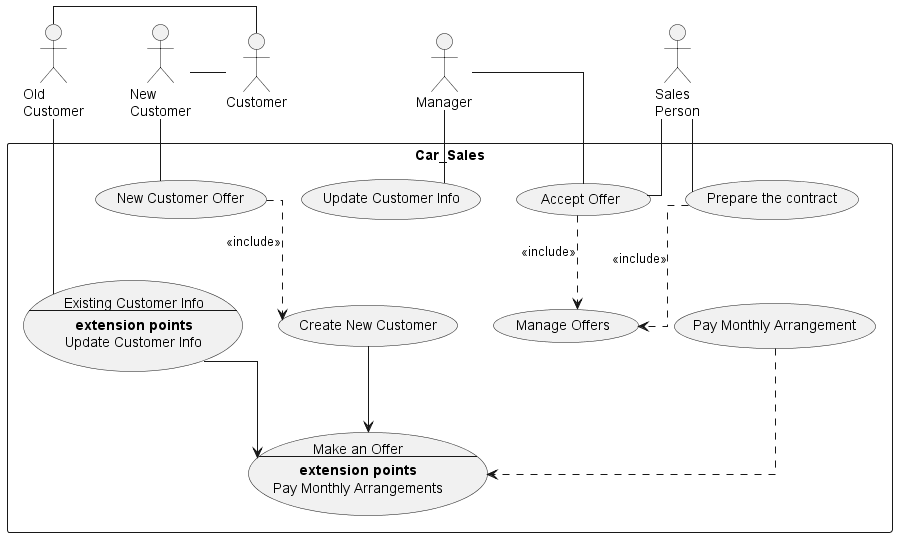 Old
Customer
New
Customer
Customer
Manager
Sales
Person
Car_Sales
New Customer Offer
Update Customer Info
Accept Offer
Prepare the contract
«include»
«include»
«include»
Existing Customer Info
extension points
Update Customer Info
Create New Customer
Manage Offers
Pay Monthly Arrangement
Make an Offer
extension points
Pay Monthly Arrangements